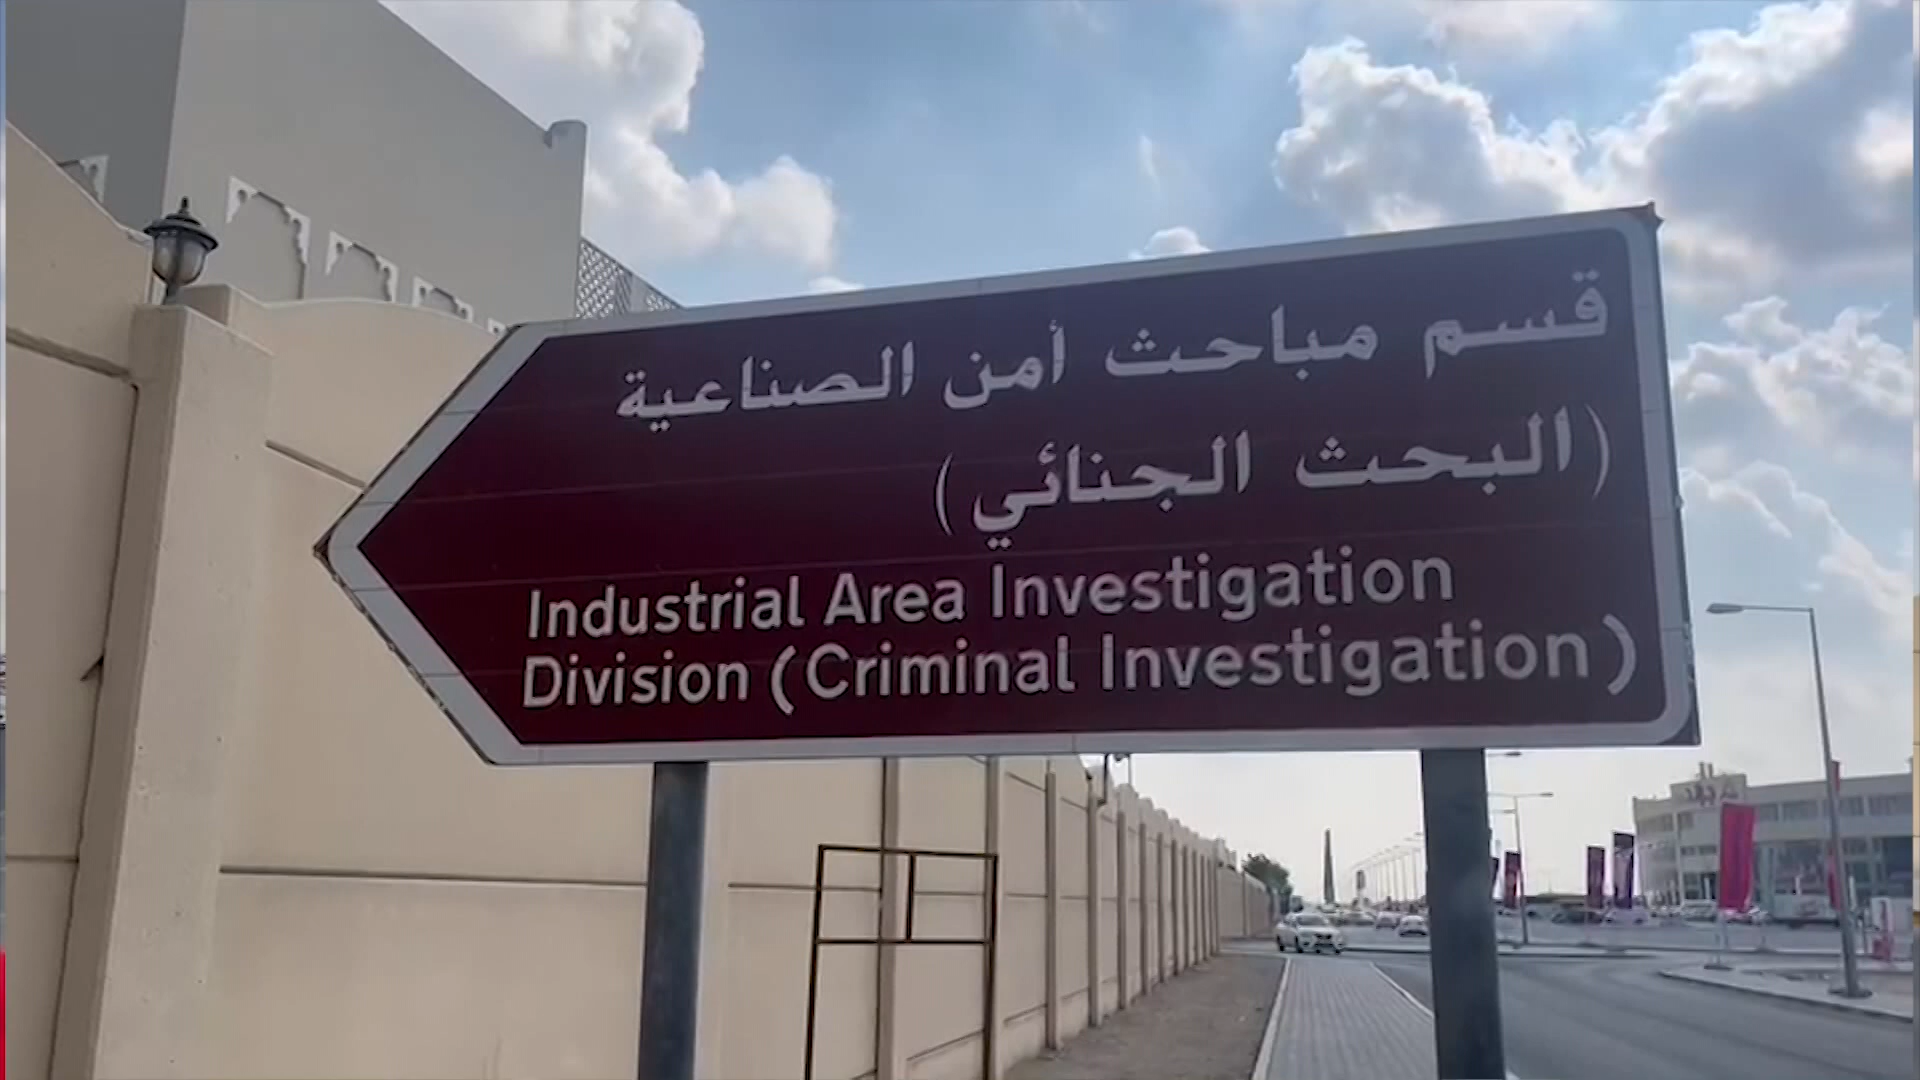 قسم مباحث أمن الصناعية
(البحث الجنائي)
Industrial Area Investigation
Division (Criminal Investigation)